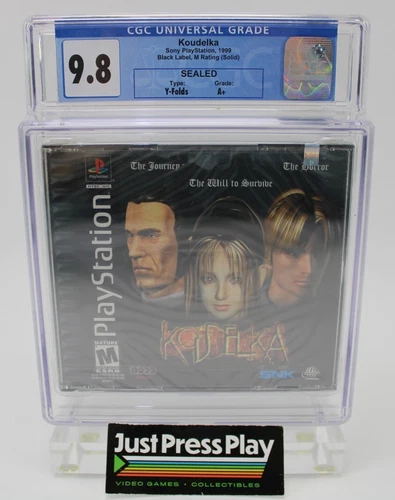 CGC UNIVERSAL GRADE
9.8
Koudelka
Sony PlayStation, 1999
Black Label, M Rating (Solid)
SEALED
Type: Grade:
Y-Folds A+
PlayStation
The Journey
The Horror
The Will to Survive
PlayStation
MATURE
M
KOUDELKA
SNK
JUST PRESS PLAY
VIDEO GAMES • COLLECTIBLES